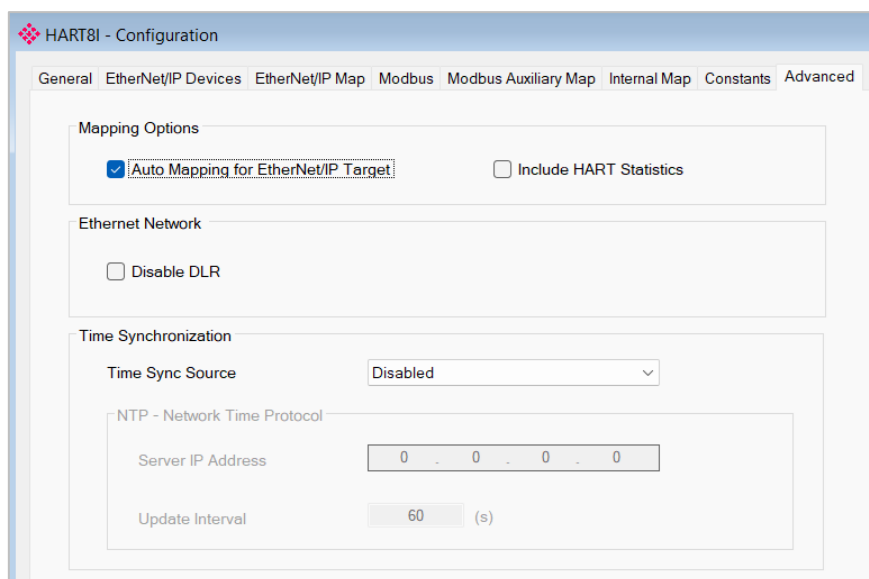 HART8I - Configuration
General EtherNet/IP Devices EtherNet/IP Map Modbus Modbus Auxiliary Map Internal Map Constants Advanced
Mapping Options
Auto Mapping for EtherNet/IP Target Include HART Statistics
Ethernet Network
Disable DLR
Time Synchronization
Time Sync Source Disabled
NTP - Network Time Protocol
Server IP Address 0 . 0 . 0 . 0
Update Interval 60 (s)